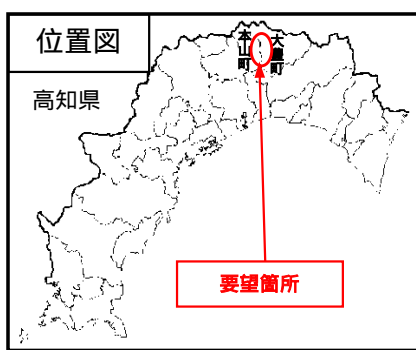 位置図
高知県
本山町
大豊町
要望箇所